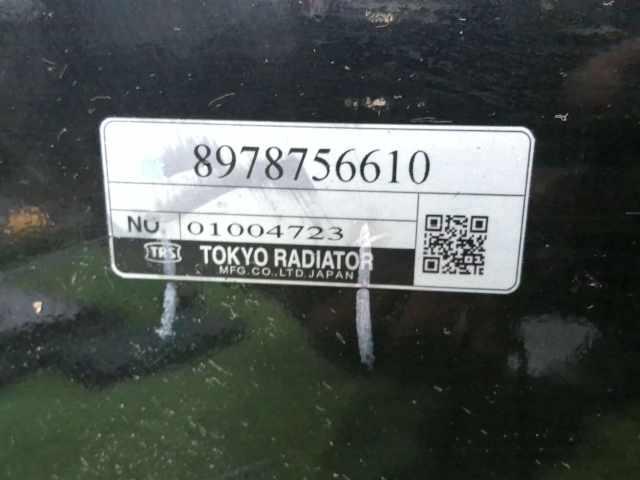 8978756610
NO. 01004723
TRS TOKYO RADIATOR
MFG.CO.,LTD.JAPAN